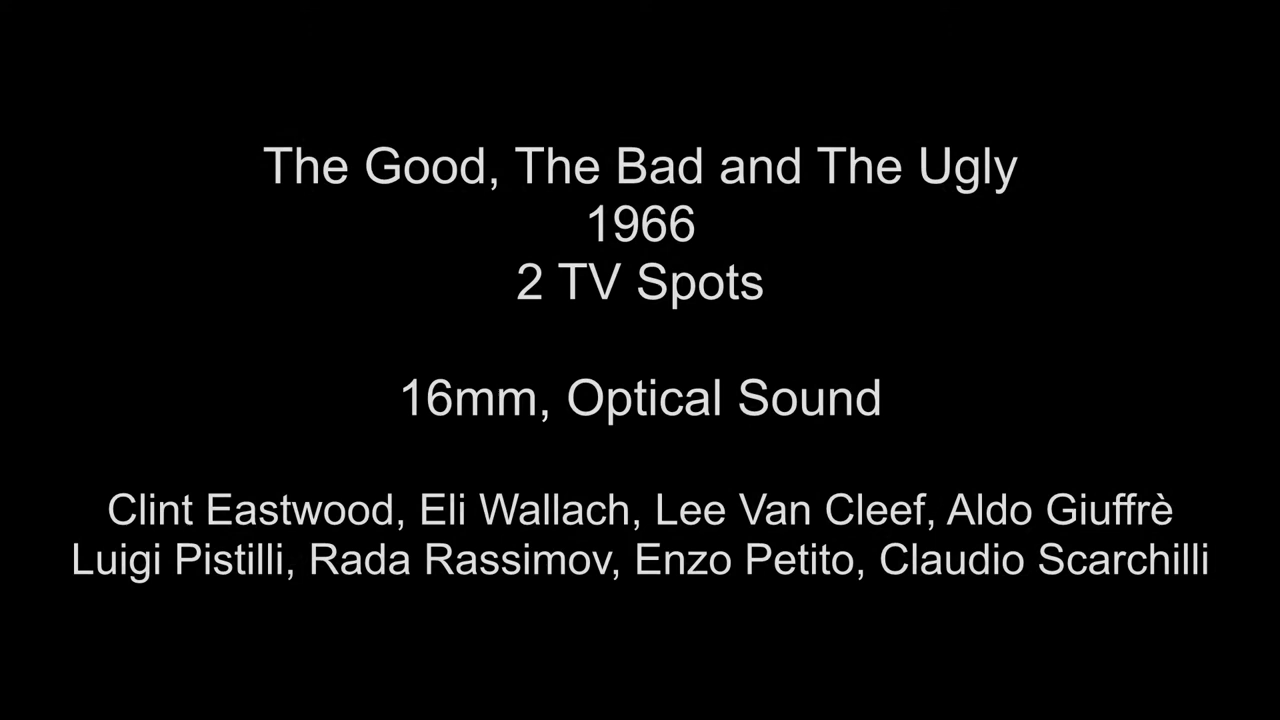 The Good, The Bad and The Ugly
1966
2 TV Spots
16mm, Optical Sound
Clint Eastwood, Eli Wallach, Lee Van Cleef, Aldo Giuffrè
Luigi Pistilli, Rada Rassimov, Enzo Petito, Claudio Scarchilli